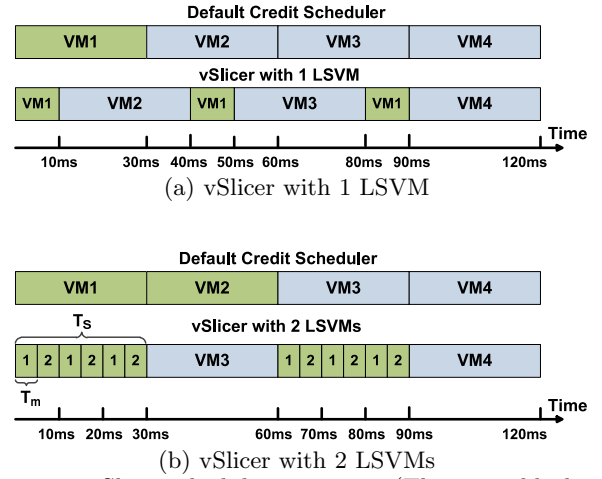 Default Credit Scheduler
VM1 VM2 VM3 VM4
vSlicer with 1 LSVM
VM1 VM2 VM1 VM3 VM1 VM4
Time
10ms 30ms 40ms 50ms 60ms 80ms 90ms 120ms
(a) vSlicer with 1 LSVM
Default Credit Scheduler
VM1 VM2 VM3 VM4
TS vSlicer with 2 LSVMs
1 2 1 2 1 2 VM3 1 2 1 2 1 2 VM4
Tm
Time
10ms 20ms 30ms 60ms 70ms 80ms 90ms 120ms
(b) vSlicer with 2 LSVMs